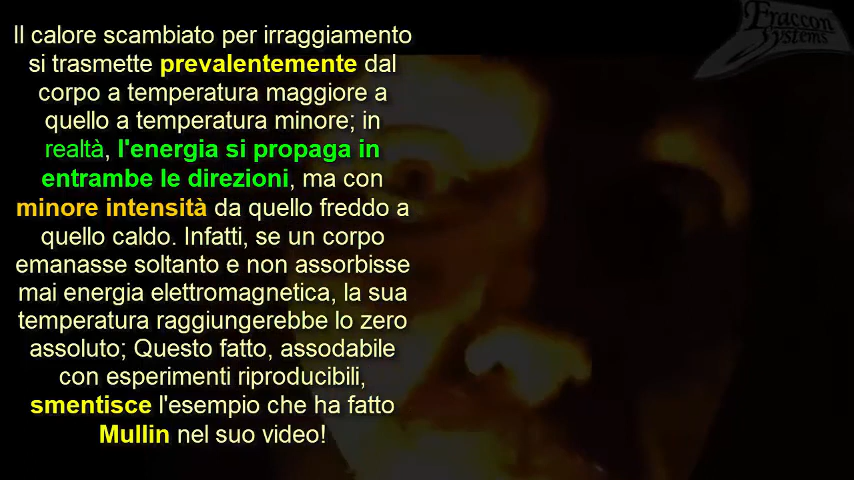 Fraccon
Systems
Il calore scambiato per irraggiamento
si trasmette prevalentemente dal
corpo a temperatura maggiore a
quello a temperatura minore; in
realtà, l'energia si propaga in
entrambe le direzioni, ma con
minore intensità da quello freddo a
quello caldo. Infatti, se un corpo
emanasse soltanto e non assorbisse
mai energia elettromagnetica, la sua
temperatura raggiungerebbe lo zero
assoluto; Questo fatto, assodabile
con esperimenti riproducibili,
smentisce l'esempio che ha fatto
Mullin nel suo video!